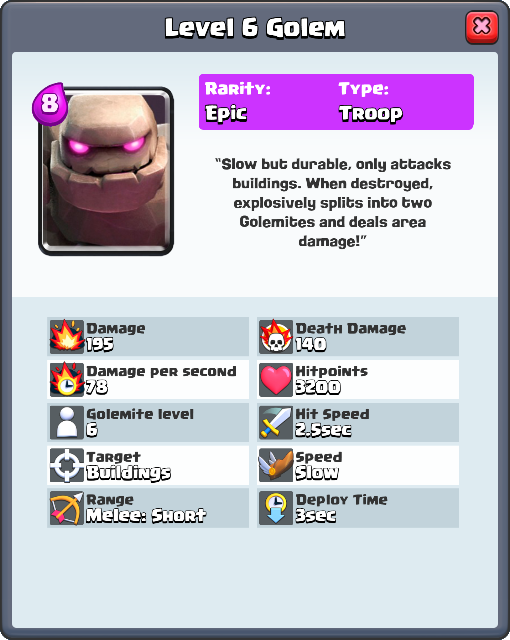 Level 6 Golem
8
Rarity: Type:
Epic Troop
"Slow but durable, only attacks
buildings. When destroyed,
explosively splits into two
Golemites and deals area
damage!"
Damage Death Damage
195 140
Damage per second Hitpoints
78 3200
Golemite level Hit Speed
6 2.5sec
Target Speed
Buildings Slow
Range Deploy Time
Melee: Short 3sec